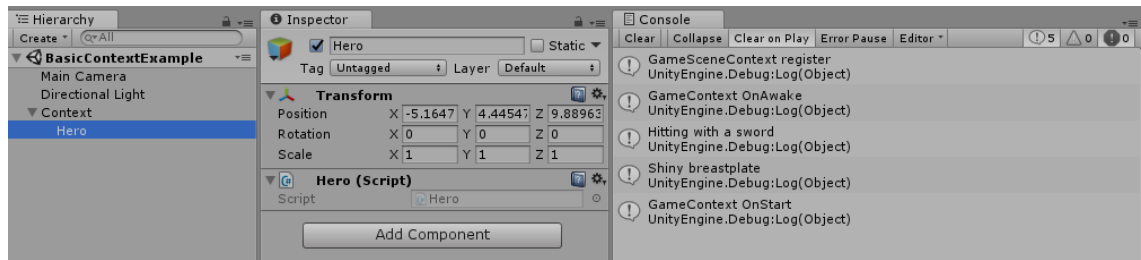 Hierarchy
Create
All
BasicContextExample
Main Camera
Directional Light
Context
Hero
Inspector
Hero
Static
Tag Untagged Layer Default
Transform
Position X -5.1647 Y 4.44547 Z 9.88963
Rotation X 0 Y 0 Z 0
Scale X 1 Y 1 Z 1
Hero (Script)
Script Hero
Add Component
Console
Clear Collapse Clear on Play Error Pause Editor 5 0 0
GameSceneContext register
UnityEngine.Debug:Log(Object)
GameContext OnAwake
UnityEngine.Debug:Log(Object)
Hitting with a sword
UnityEngine.Debug:Log(Object)
Shiny breastplate
UnityEngine.Debug:Log(Object)
GameContext OnStart
UnityEngine.Debug:Log(Object)